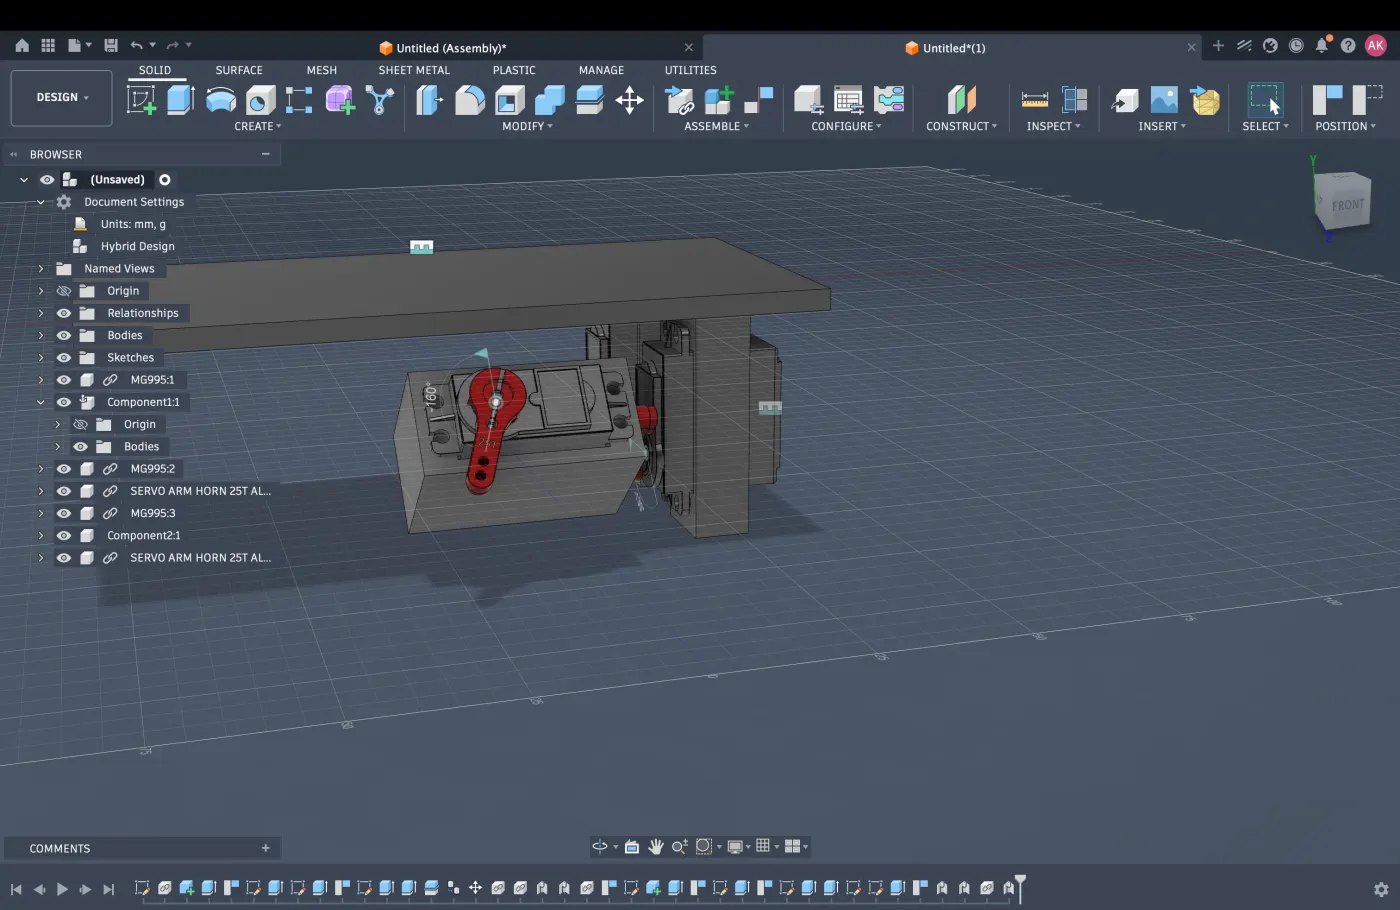 Untitled (Assembly)*
Untitled*(1)
AK
DESIGN
SOLID
SURFACE
MESH
SHEET METAL
PLASTIC
MANAGE
UTILITIES
CREATE
MODIFY
ASSEMBLE
CONFIGURE
CONSTRUCT
INSPECT
INSERT
SELECT
POSITION
BROWSER
(Unsaved)
Document Settings
Units: mm, g
Hybrid Design
Named Views
Origin
Relationships
Bodies
Sketches
MG995:1
Component1:1
Origin
Bodies
MG995:2
SERVO ARM HORN 25T AL...
MG995:3
Component2:1
SERVO ARM HORN 25T AL...
Y
Z
FRONT
-160°
COMMENTS